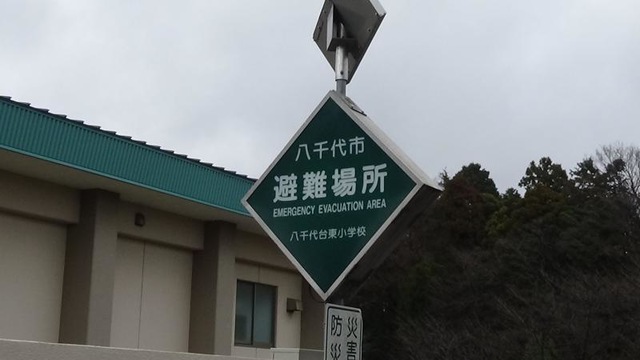 八千代市
避難場所
EMERGENCY EVACUATION AREA
八千代台東小学校
災害
防災